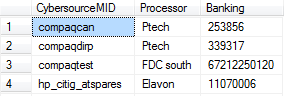 CybersourceMID Processor Banking
1 compaqcan Ptech 253856
2 compaqdirp Ptech 339317
3 compaqtest FDC south 67212250120
4 hp_citig_atspares Elavon 11070006